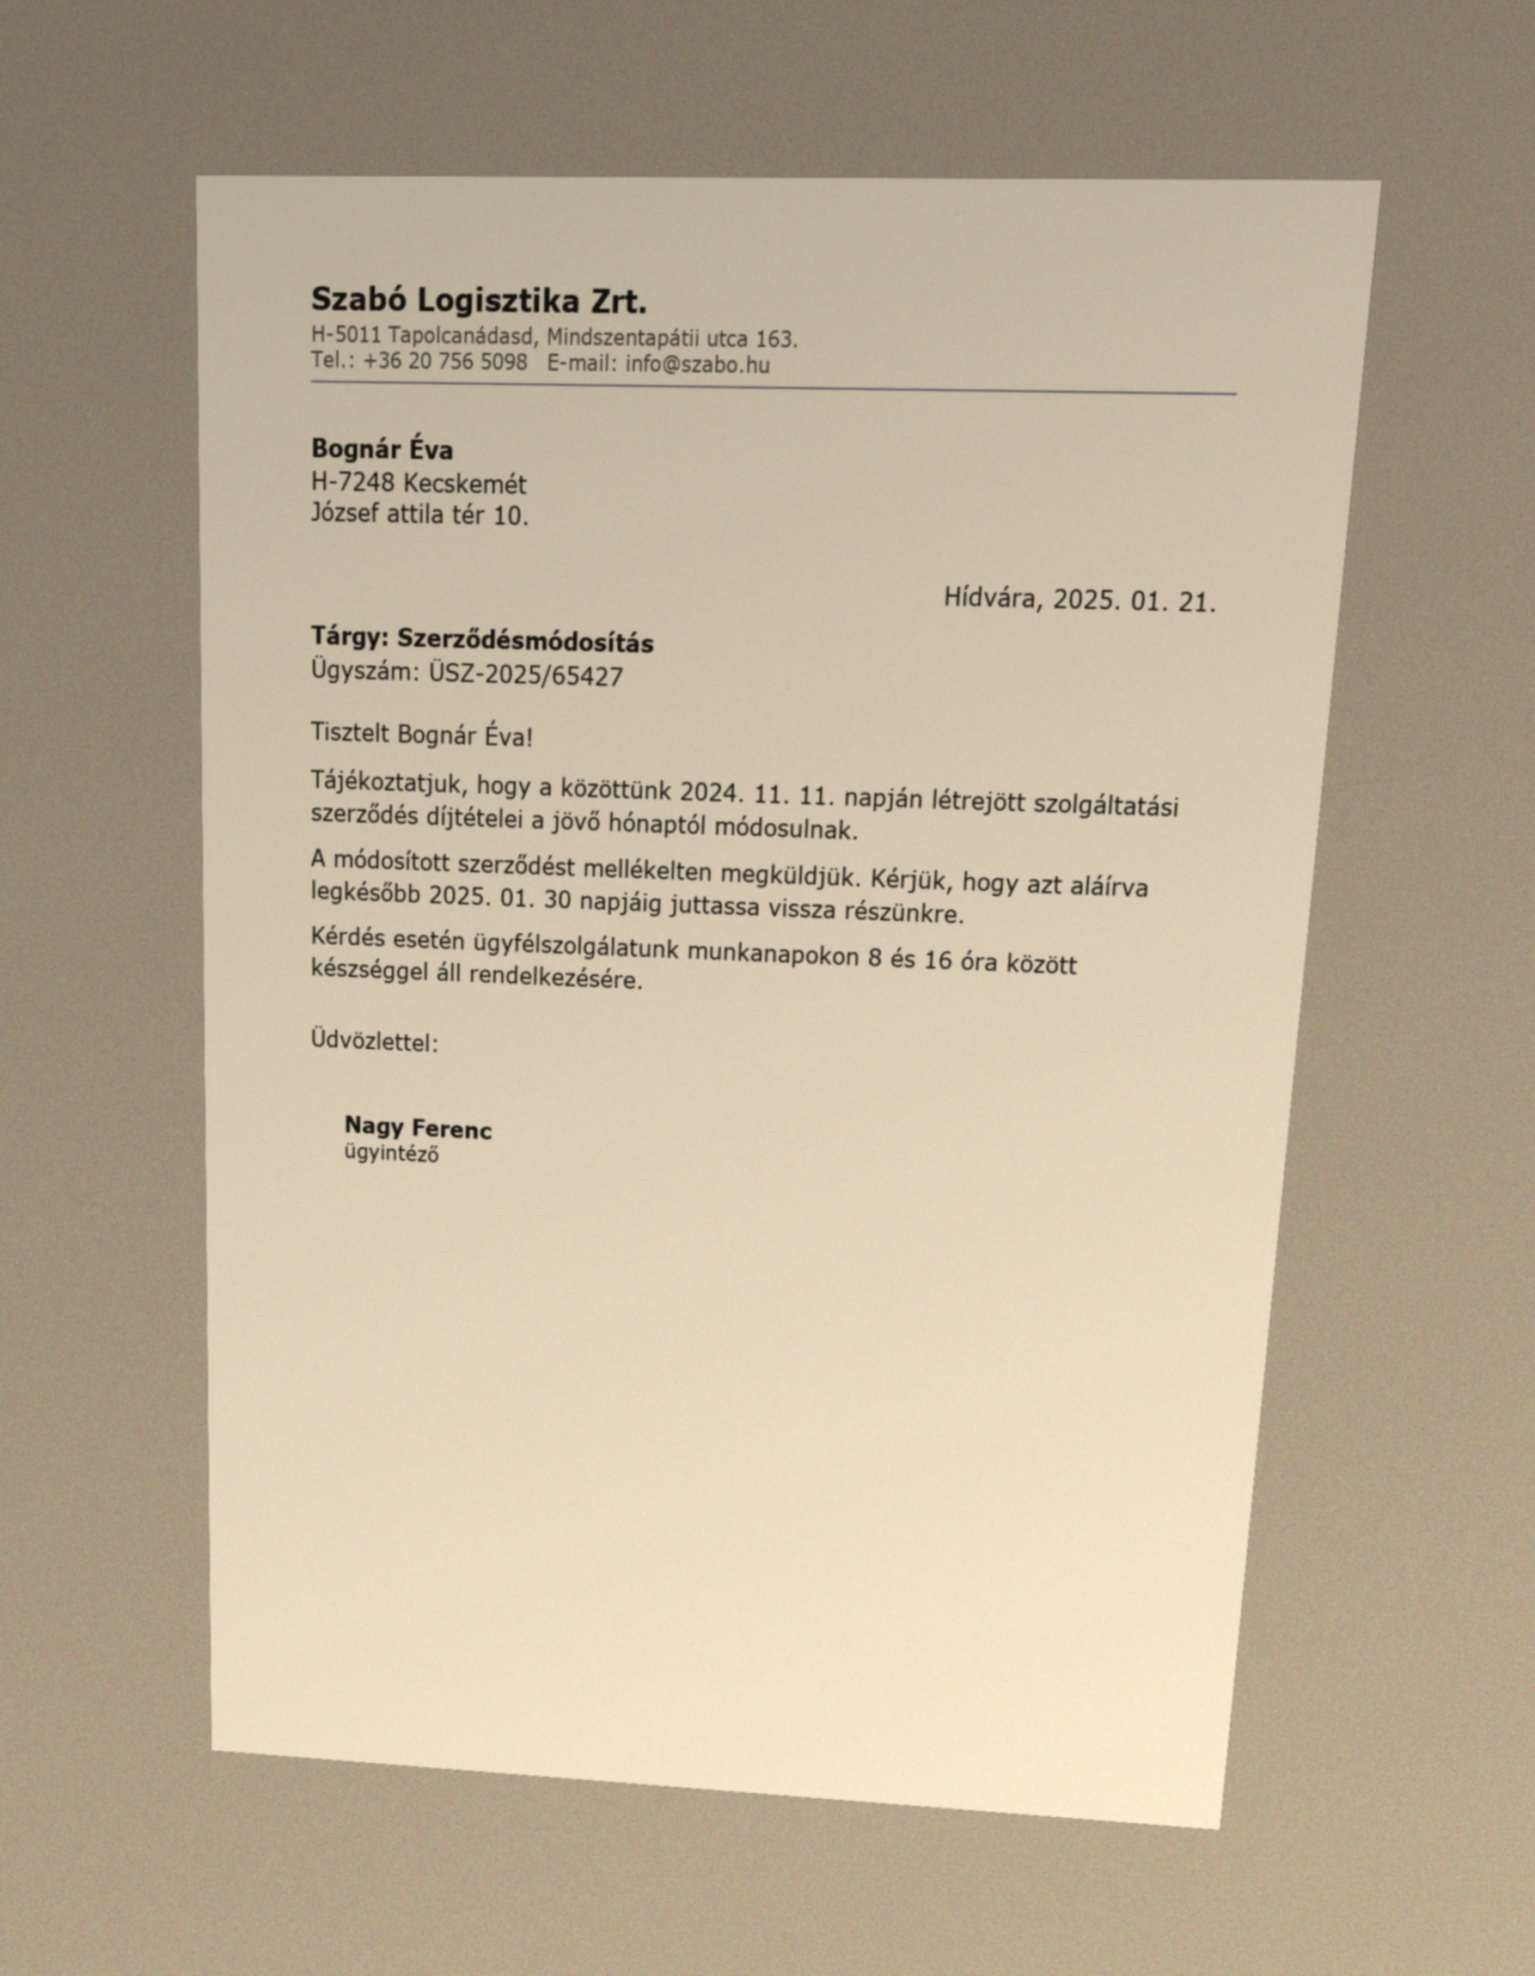 Szabó Logisztika Zrt.
H-5011 Tapolcanádasd, Mindszentapátii utca 163.
Tel.: +36 20 756 5098 E-mail: info@szabo.hu
Bognár Éva
H-7248 Kecskemét
József attila tér 10.
Hídvára, 2025. 01. 21.
Tárgy: Szerződésmódosítás
Ügyszám: ÜSZ-2025/65427
Tisztelt Bognár Éva!
Tájékoztatjuk, hogy a közöttünk 2024. 11. 11. napján létrejött szolgáltatási
szerződés díjtételei a jövő hónaptól módosulnak.
A módosított szerződést mellékelten megküldjük. Kérjük, hogy azt aláírva
legkésőbb 2025. 01. 30 napjáig juttassa vissza részünkre.
Kérdés esetén ügyfélszolgálatunk munkanapokon 8 és 16 óra között
készséggel áll rendelkezésére.
Üdvözlettel:
Nagy Ferenc
ügyintéző